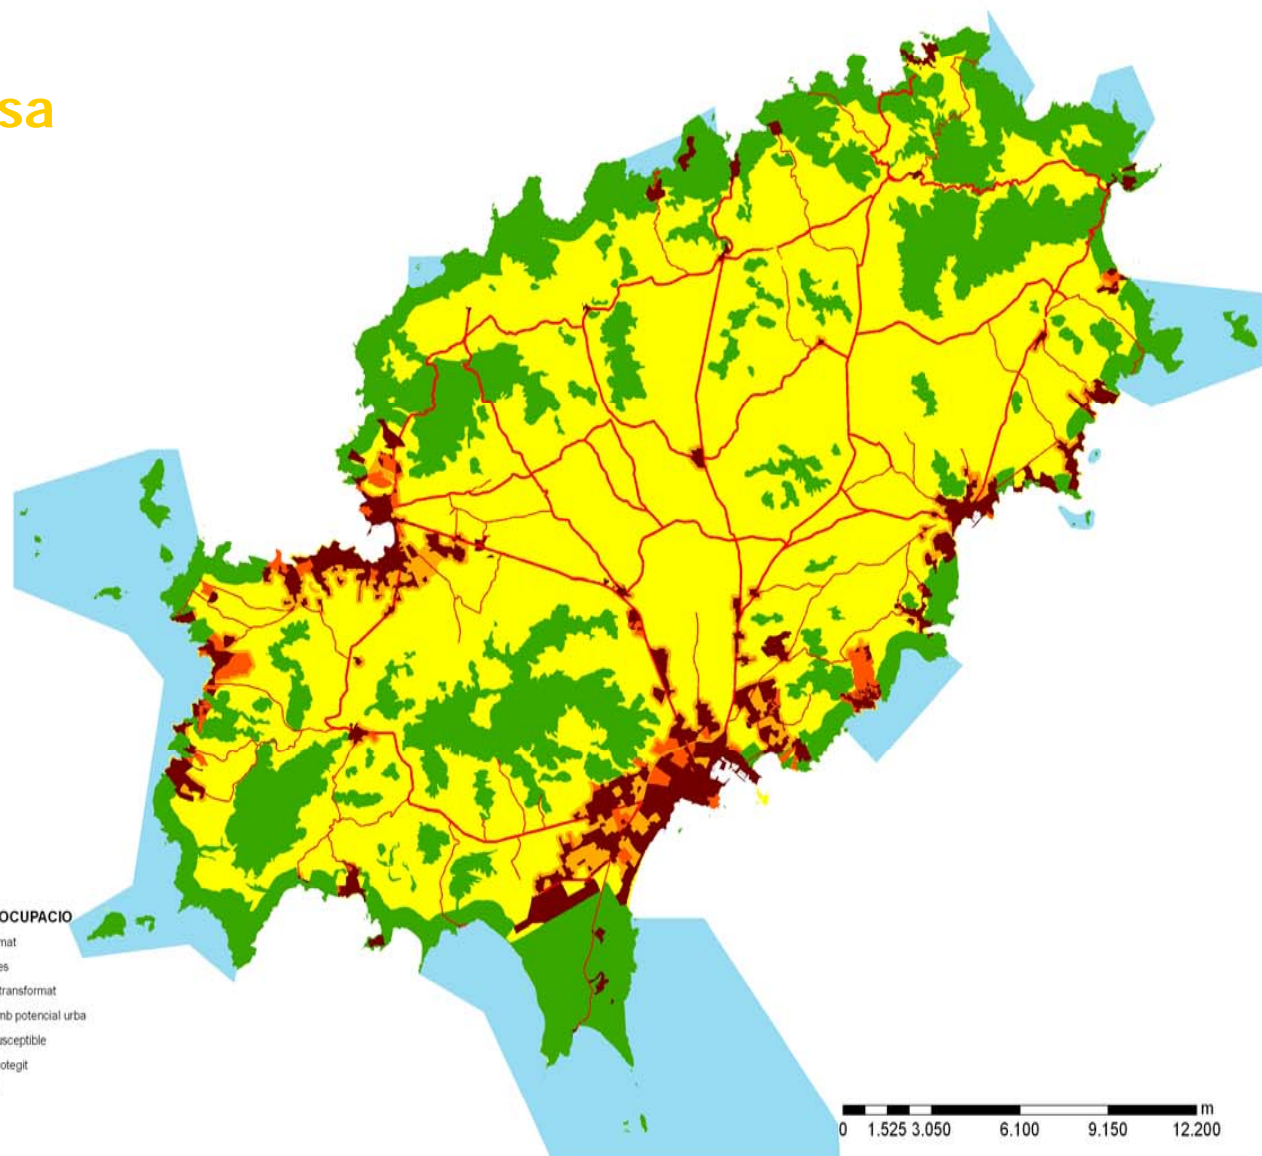 sa
OCUPACIO
mat
es
transformat
mb potencial urba
usceptible
otegit
m
0 1.525 3.050 6.100 9.150 12.200